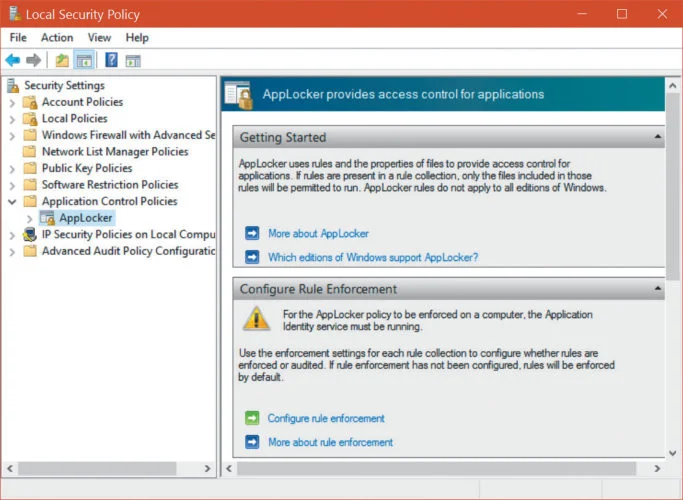 Local Security Policy
File Action View Help
Security Settings
Account Policies
Local Policies
Windows Firewall with Advanced Se
Network List Manager Policies
Public Key Policies
Software Restriction Policies
Application Control Policies
AppLocker
IP Security Policies on Local Compu
Advanced Audit Policy Configuratic
AppLocker provides access control for applications
Getting Started
AppLocker uses rules and the properties of files to provide access control for
applications. If rules are present in a rule collection, only the files included in those
rules will be permitted to run. AppLocker rules do not apply to all editions of Windows.
More about AppLocker
Which editions of Windows support AppLocker?
Configure Rule Enforcement
For the AppLocker policy to be enforced on a computer, the Application
Identity service must be running.
Use the enforcement settings for each rule collection to configure whether rules are
enforced or audited. If rule enforcement has not been configured, rules will be enforced
by default.
Configure rule enforcement
More about rule enforcement